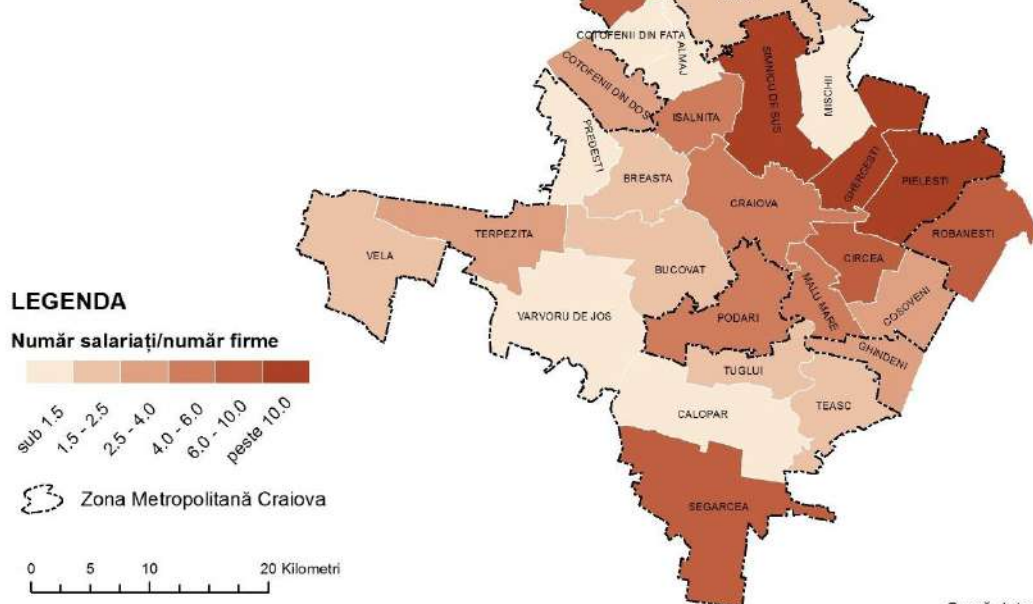 COTOFENII DIN FATA
ALMAJ
SIMNICU DE SUS
MISCHII
COTOFENII DIN DOS
ISALNITA
PREDESTI
BREASTA
GHERCESTI
PIELESTI
CRAIOVA
ROBANESTI
TERPEZITA
VELA
BUCOVAT
CIRCEA
MALU MARE
COSOVENI
VARVORU DE JOS
PODARI
GHINDENI
TUGLUI
TEASC
CALOPAR
SEGARCEA
LEGENDA
Număr salariați/număr firme
sub 1.5
1.5 - 2.5
2.5 - 4.0
4.0 - 6.0
6.0 - 10.0
peste 10.0
Zona Metropolitană Craiova
0 5 10 20 Kilometri